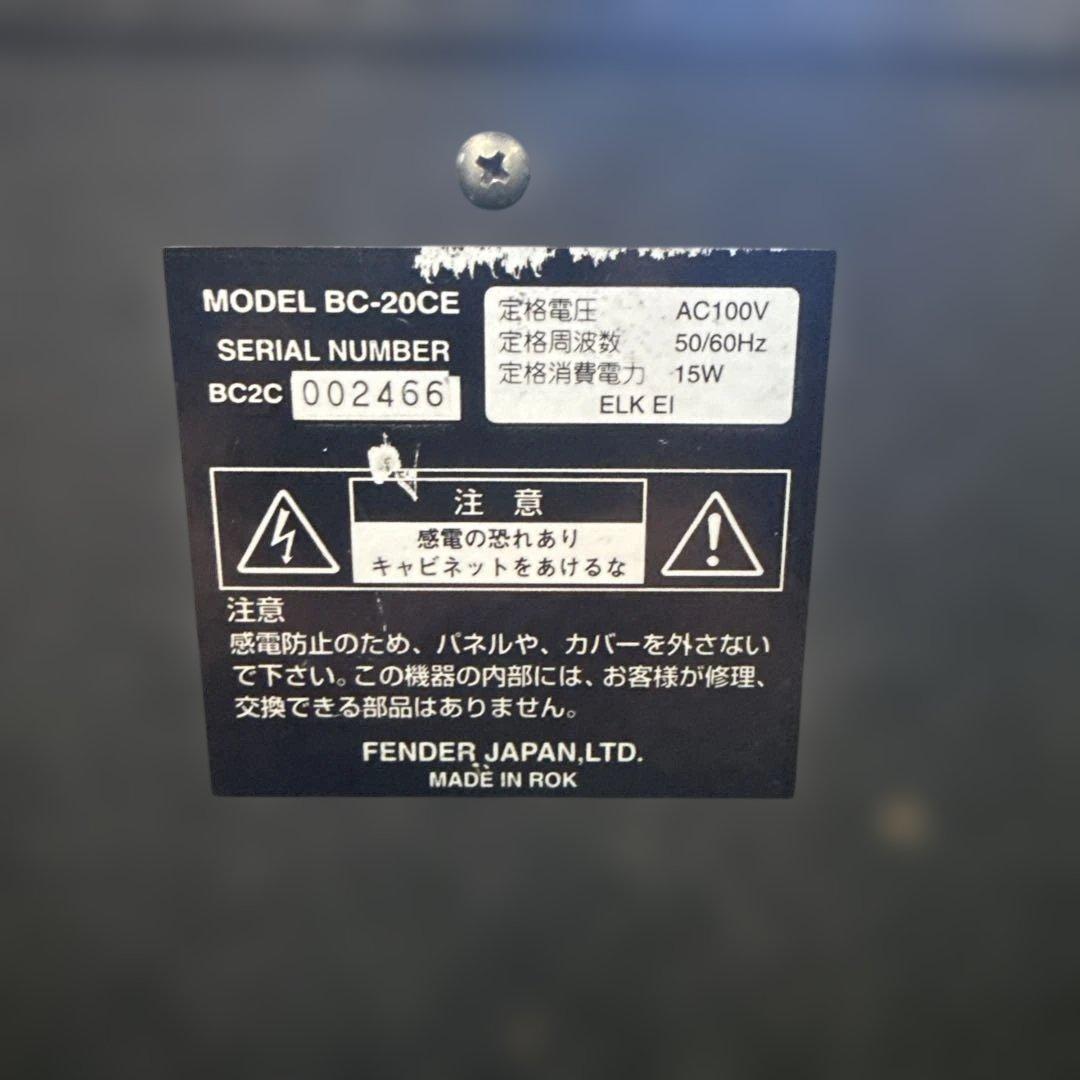 MODEL BC-20CE
SERIAL NUMBER
BC2C 002466
定格電圧 AC100V
定格周波数 50/60Hz
定格消費電力 15W
ELK EI
注 意
感電の恐れあり
キャビネットをあけるな
注意
感電防止のため、パネルや、カバーを外さない
で下さい。この機器の内部には、お客様が修理、
交換できる部品はありません。
FENDER JAPAN,LTD.
MADE IN ROK